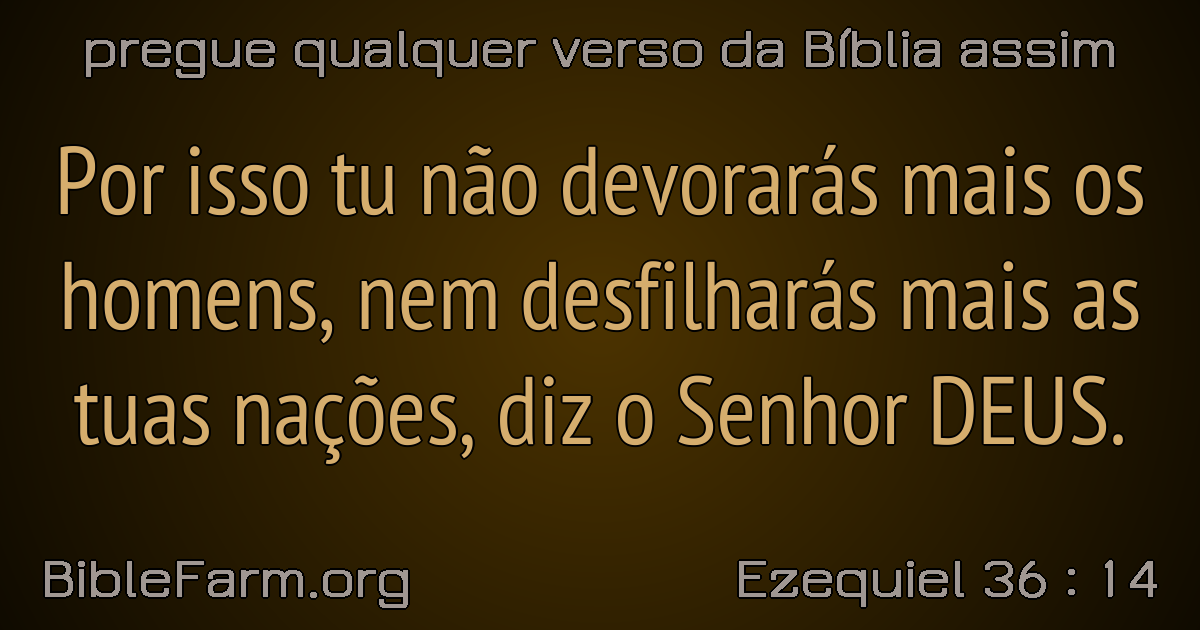 pregue qualquer verso da Bíblia assim
Por isso tu não devorarás mais os
homens, nem desfilharás mais as
tuas nações, diz o Senhor DEUS.
BibleFarm.org
Ezequiel 36 : 14